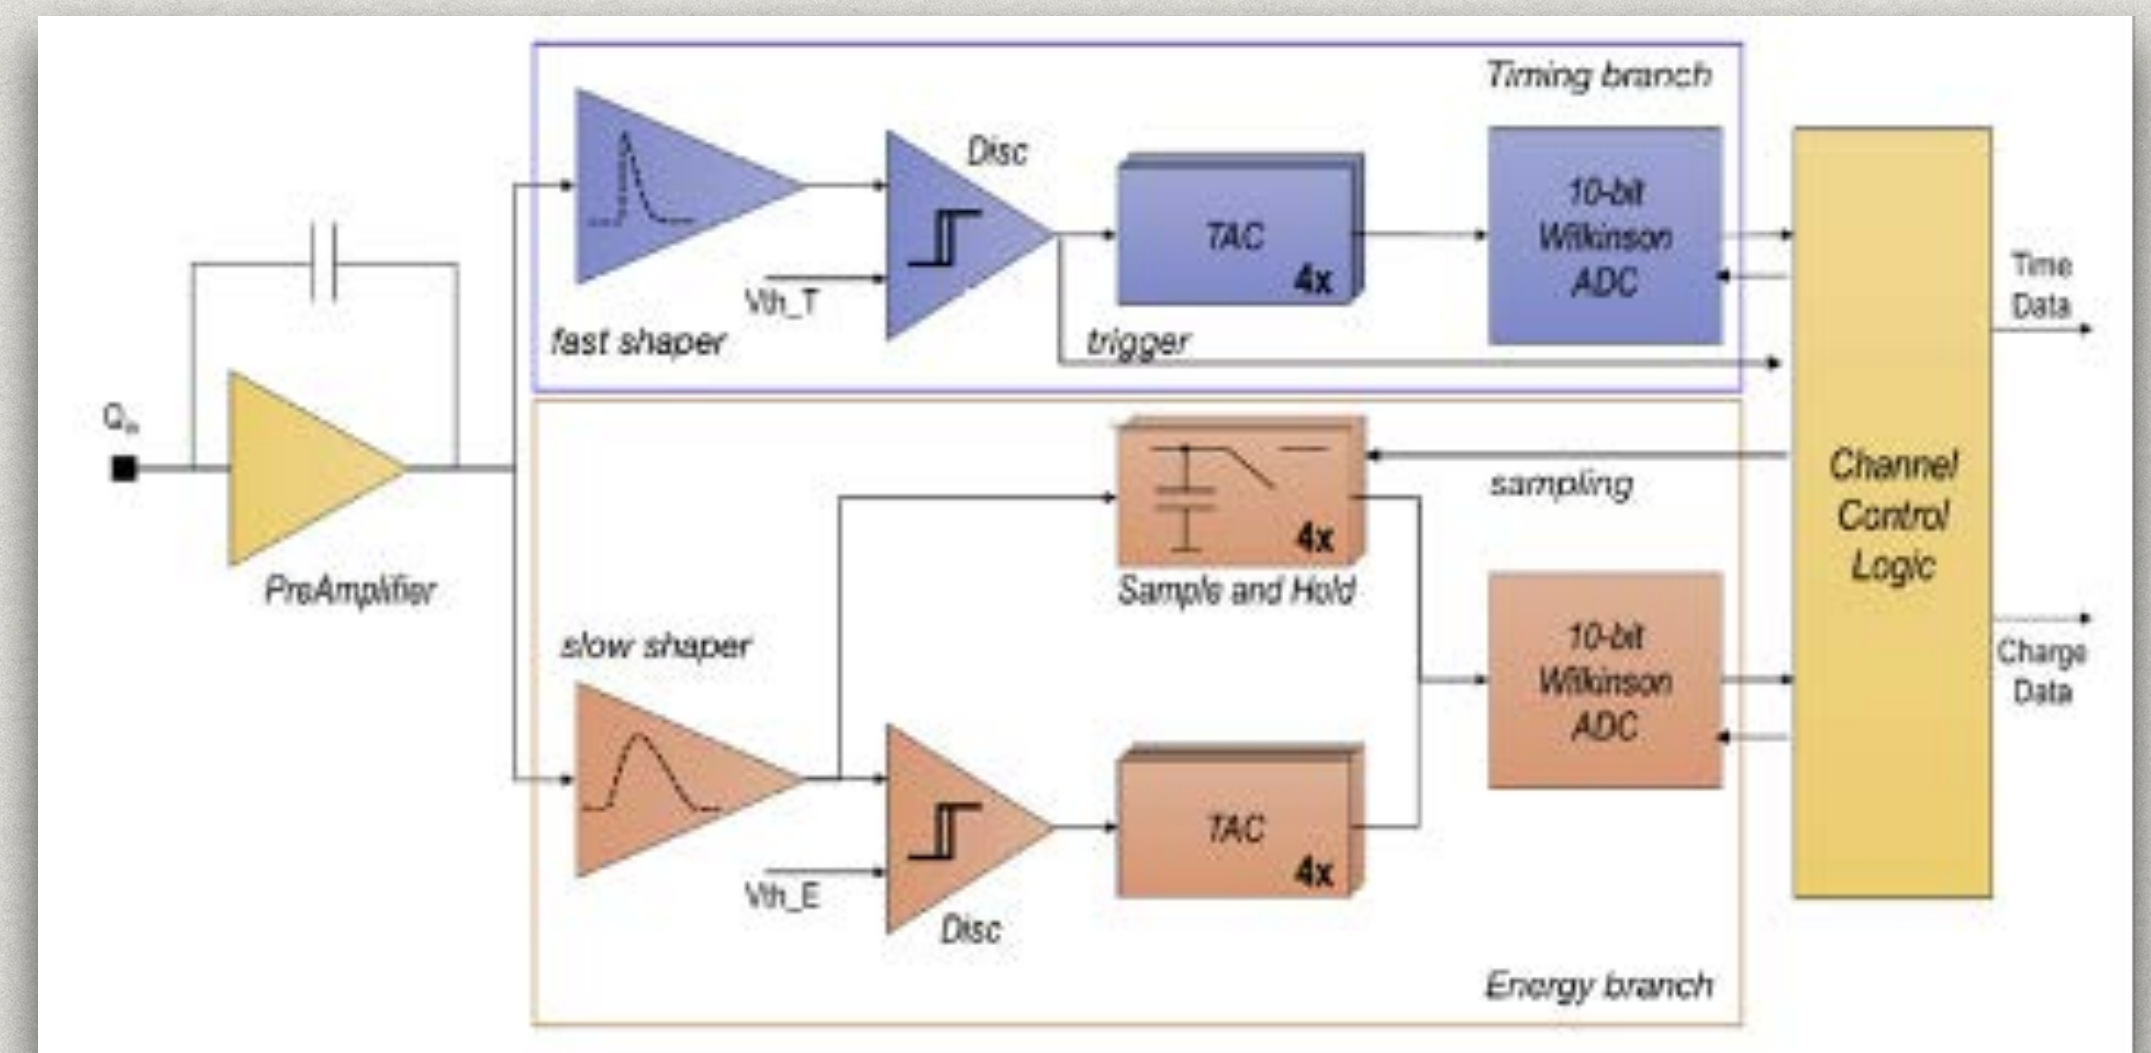 Timing branch
Disc
10-bit
Wilkinson
ADC
TAC
4x
Vth_T
fast shaper
trigger
Time
Data
Qin
PreAmplifier
sampling
4x
Sample and Hold
Channel
Control
Logic
slow shaper
10-bit
Wilkinson
ADC
Charge
Data
TAC
4x
Vth_E
Disc
Energy branch